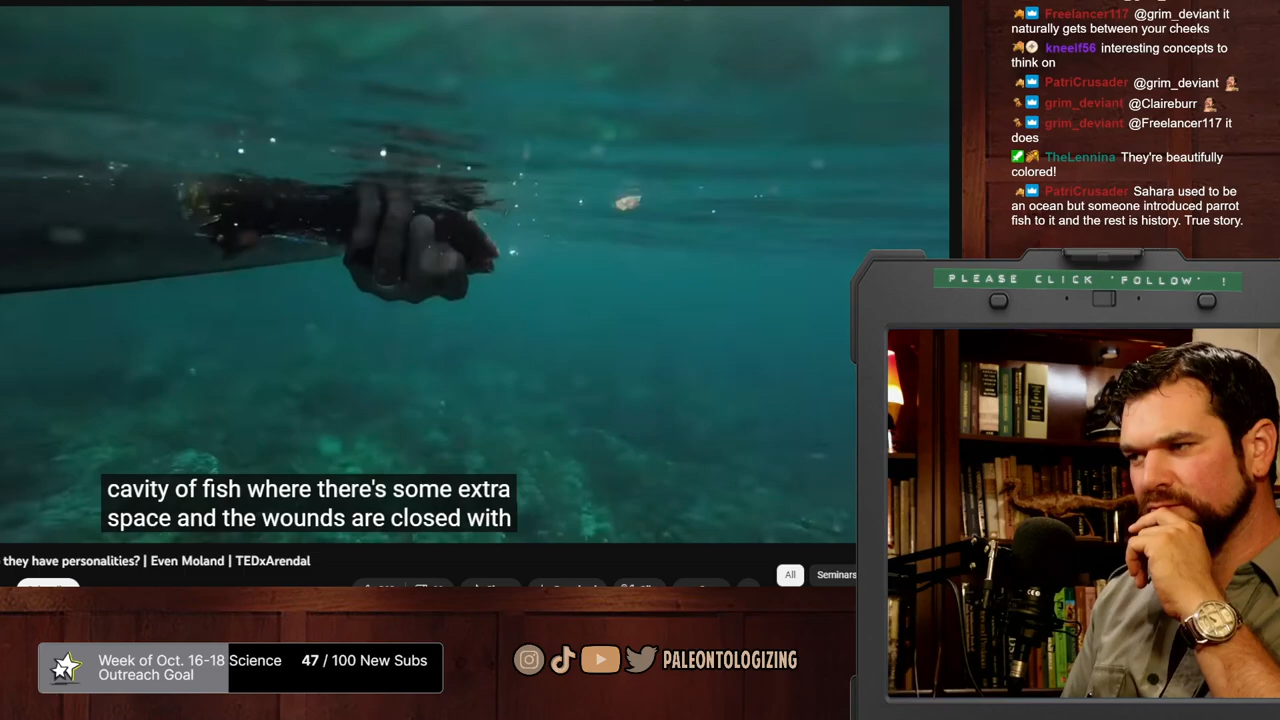 Freelancer117 @grim_deviant it
naturally gets between your cheeks
kneelf56 interesting concepts to
think on
PatriCrusader @grim_deviant
grim_deviant @Claireburr
grim_deviant @Freelancer117 it
does
TheLennina They're beautifully
colored!
PatriCrusader Sahara used to be
an ocean but someone introduced parrot
fish to it and the rest is history. True story.
PLEASE CLICK 'FOLLOW' !
cavity of fish where there's some extra
space and the wounds are closed with
they have personalities? | Even Moland | TEDxArendal
All Seminars
Week of Oct. 16-18 Science
Outreach Goal
47 / 100 New Subs
PALEONTOLOGIZING